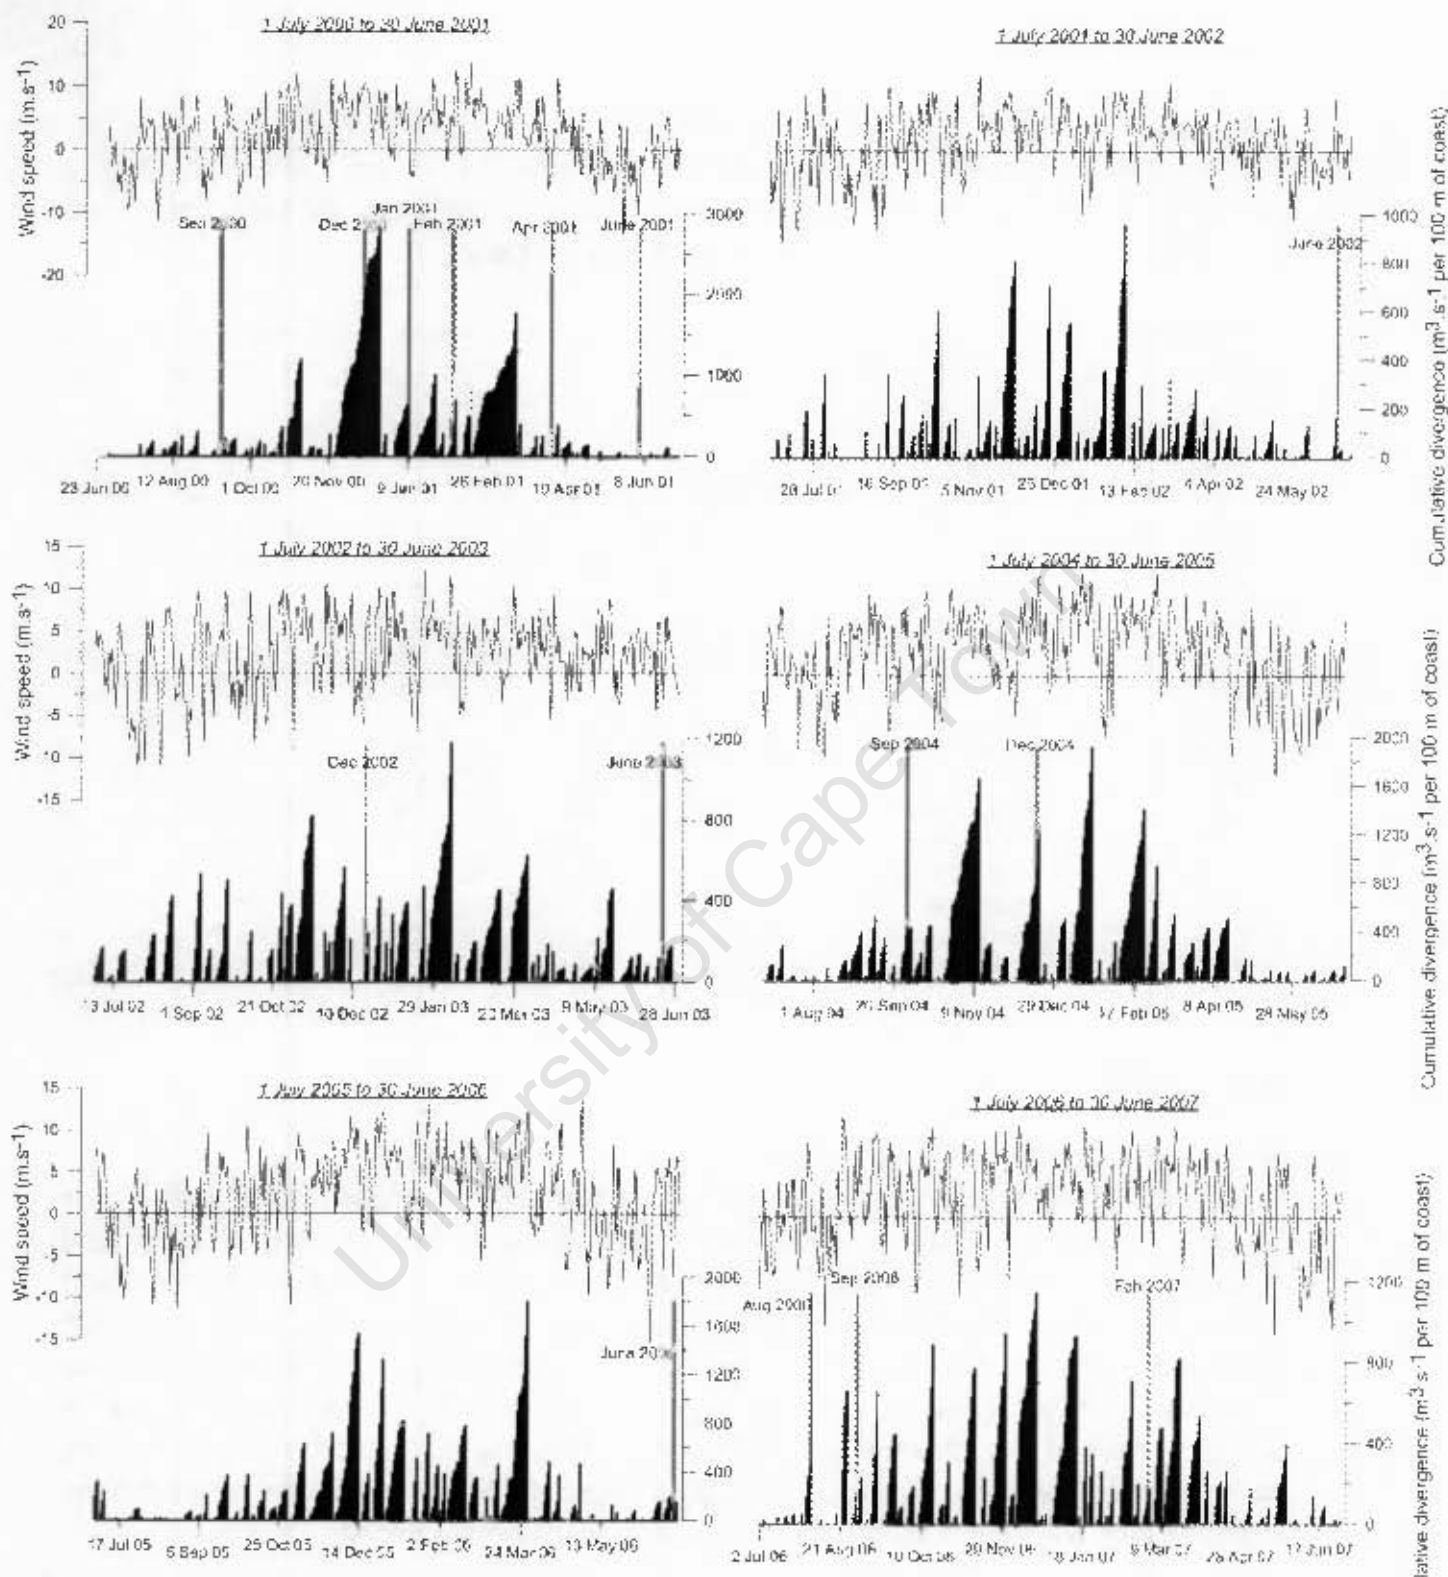 1 July 2000 to 30 June 2001
20
10
0
-10
-20
Wind speed (m.s-1)
Sep 2000
Jan 2001
Feb 2001
Apr 2001
June 2001
3000
2000
1000
0
23 Jun 00
12 Aug 00
1 Oct 00
20 Nov 00
9 Jan 01
28 Feb 01
19 Apr 01
8 Jun 01
1 July 2001 to 30 June 2002
June 2002
1000
800
600
400
200
0
Cumulative divergence (m3.s-1 per 100 m of coast)
28 Jul 01
16 Sep 01
5 Nov 01
25 Dec 01
13 Feb 02
4 Apr 02
24 May 02
1 July 2002 to 30 June 2003
15
10
5
0
-5
-10
-15
Wind speed (m.s-1)
Dec 2002
June 2003
1200
800
400
0
13 Jul 02
1 Sep 02
21 Oct 02
10 Dec 02
29 Jan 03
20 Mar 03
9 May 03
28 Jun 03
1 July 2004 to 30 June 2005
Sep 2004
Dec 2004
2000
1600
1200
800
400
0
Cumulative divergence (m3.s-1 per 100 m of coast)
1 Aug 04
20 Sep 04
9 Nov 04
29 Dec 04
17 Feb 05
8 Apr 05
28 May 05
1 July 2005 to 30 June 2006
15
10
5
0
-5
-10
-15
Wind speed (m.s-1)
2000
1600
1200
800
400
0
17 Jul 05
5 Sep 05
25 Oct 05
14 Dec 05
2 Feb 06
24 Mar 06
13 May 06
1 July 2006 to 30 June 2007
Sep 2006
Feb 2007
1200
800
400
0
lative divergence (m3 s-1 per 100 m of coast)
2 Jul 06
21 Aug 06
10 Oct 06
29 Nov 06
18 Jan 07
9 Mar 07
28 Apr 07
17 Jun 07
University of Cape Town